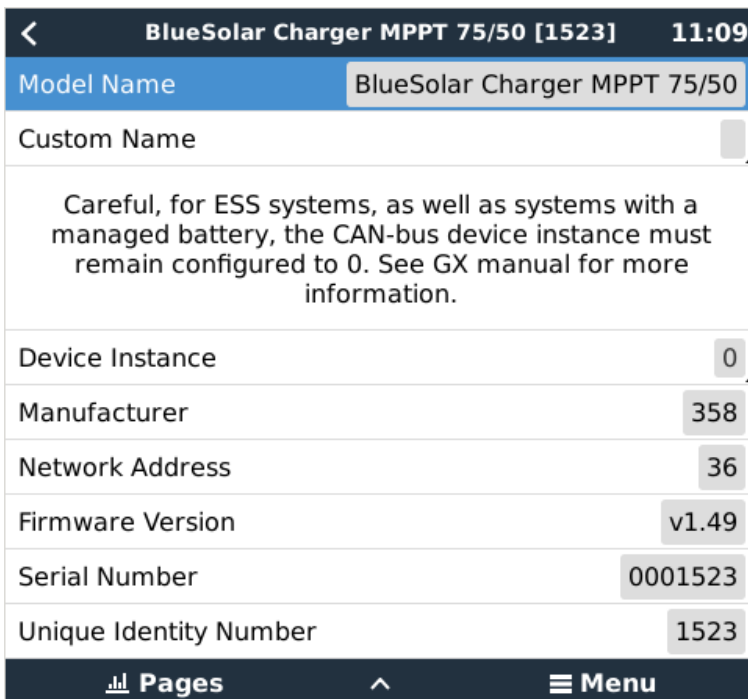 BlueSolar Charger MPPT 75/50 [1523] 11:09
Model Name BlueSolar Charger MPPT 75/50
Custom Name
Careful, for ESS systems, as well as systems with a
managed battery, the CAN-bus device instance must
remain configured to 0. See GX manual for more
information.
Device Instance 0
Manufacturer 358
Network Address 36
Firmware Version v1.49
Serial Number 0001523
Unique Identity Number 1523
Pages Menu